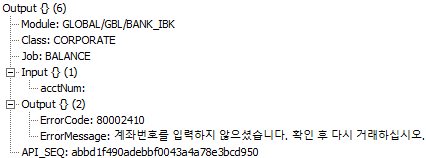 Output {} (6)
Module: GLOBAL/GBL/BANK_IBK
Class: CORPORATE
Job: BALANCE
Input {} (1)
acctNum:
Output {} (2)
ErrorCode: 80002410
ErrorMessage: 계좌번호를 입력하지 않으셨습니다. 확인 후 다시 거래하십시오.
API_SEQ: abbd1f490adebbf0043a4a78e3bcd950